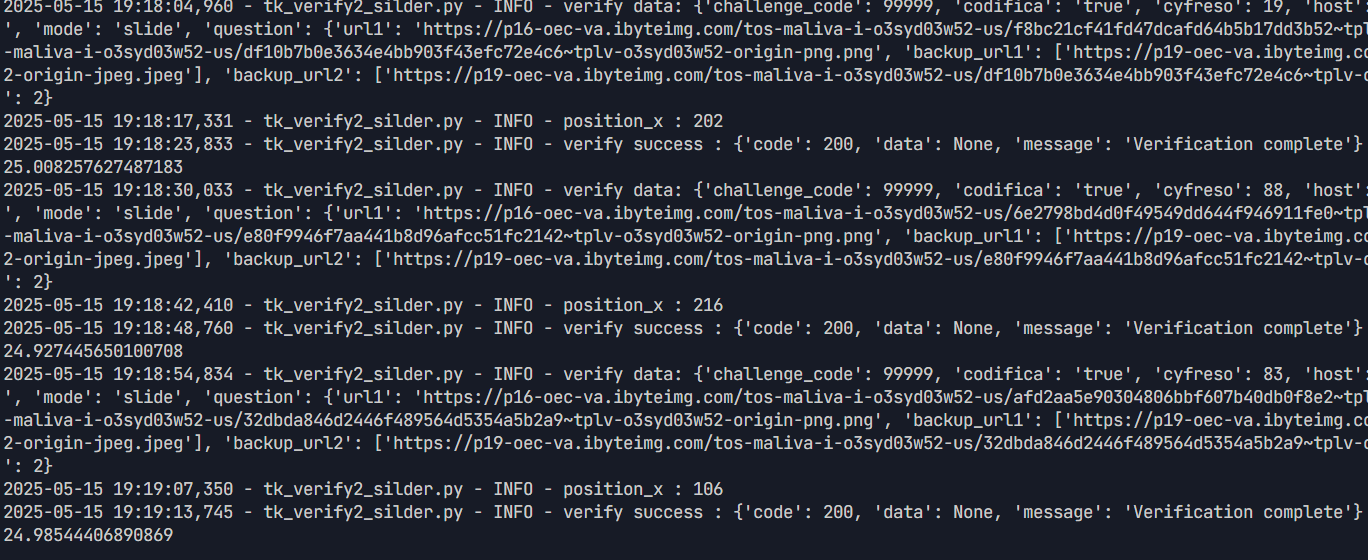 2025-05-15 19:18:04,960 - tk_verify2_silder.py - INFO - verify data: {'challenge_code': 99999, 'codifica': 'true', 'cyfreso': 19, 'host'
', 'mode': 'slide', 'question': {'url1': 'https://p16-oec-va.ibyteimg.com/tos-maliva-i-o3syd03w52-us/f8bc21cf41fd47dcafd64b5b17dd3b52~tpl
-maliva-i-o3syd03w52-us/df10b7b0e3634e4bb903f43efc72e4c6~tplv-o3syd03w52-origin-png.png', 'backup_url1': ['https://p19-oec-va.ibyteimg.co
2-origin-jpeg.jpeg'], 'backup_url2': ['https://p19-oec-va.ibyteimg.com/tos-maliva-i-o3syd03w52-us/df10b7b0e3634e4bb903f43efc72e4c6~tplv-o
': 2}
2025-05-15 19:18:17,331 - tk_verify2_silder.py - INFO - position_x : 202
2025-05-15 19:18:23,833 - tk_verify2_silder.py - INFO - verify success : {'code': 200, 'data': None, 'message': 'Verification complete'}
25.008257627487183
2025-05-15 19:18:30,033 - tk_verify2_silder.py - INFO - verify data: {'challenge_code': 99999, 'codifica': 'true', 'cyfreso': 88, 'host':
', 'mode': 'slide', 'question': {'url1': 'https://p16-oec-va.ibyteimg.com/tos-maliva-i-o3syd03w52-us/6e2798bd4d0f49549dd644f946911fe0~tpl
-maliva-i-o3syd03w52-us/e80f9946f7aa441b8d96afcc51fc2142~tplv-o3syd03w52-origin-png.png', 'backup_url1': ['https://p19-oec-va.ibyteimg.co
2-origin-jpeg.jpeg'], 'backup_url2': ['https://p19-oec-va.ibyteimg.com/tos-maliva-i-o3syd03w52-us/e80f9946f7aa441b8d96afcc51fc2142~tplv-o
': 2}
2025-05-15 19:18:42,410 - tk_verify2_silder.py - INFO - position_x : 216
2025-05-15 19:18:48,760 - tk_verify2_silder.py - INFO - verify success : {'code': 200, 'data': None, 'message': 'Verification complete'}
24.927445650100708
2025-05-15 19:18:54,834 - tk_verify2_silder.py - INFO - verify data: {'challenge_code': 99999, 'codifica': 'true', 'cyfreso': 83, 'host':
', 'mode': 'slide', 'question': {'url1': 'https://p16-oec-va.ibyteimg.com/tos-maliva-i-o3syd03w52-us/afd2aa5e90304806bbf607b40db0f8e2~tpl
-maliva-i-o3syd03w52-us/32dbda846d2446f489564d5354a5b2a9~tplv-o3syd03w52-origin-png.png', 'backup_url1': ['https://p19-oec-va.ibyteimg.co
2-origin-jpeg.jpeg'], 'backup_url2': ['https://p19-oec-va.ibyteimg.com/tos-maliva-i-o3syd03w52-us/32dbda846d2446f489564d5354a5b2a9~tplv-o
': 2}
2025-05-15 19:19:07,350 - tk_verify2_silder.py - INFO - position_x : 106
2025-05-15 19:19:13,745 - tk_verify2_silder.py - INFO - verify success : {'code': 200, 'data': None, 'message': 'Verification complete'}
24.98544406890869